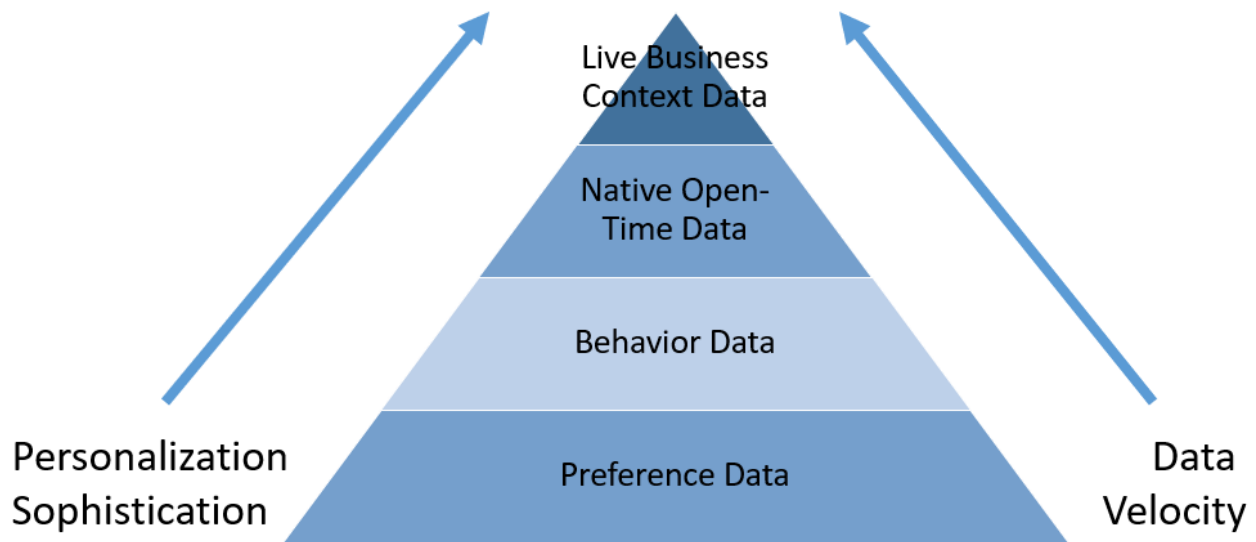 Live Business
Context Data
Native Open-
Time Data
Behavior Data
Preference Data
Personalization
Sophistication
Data
Velocity